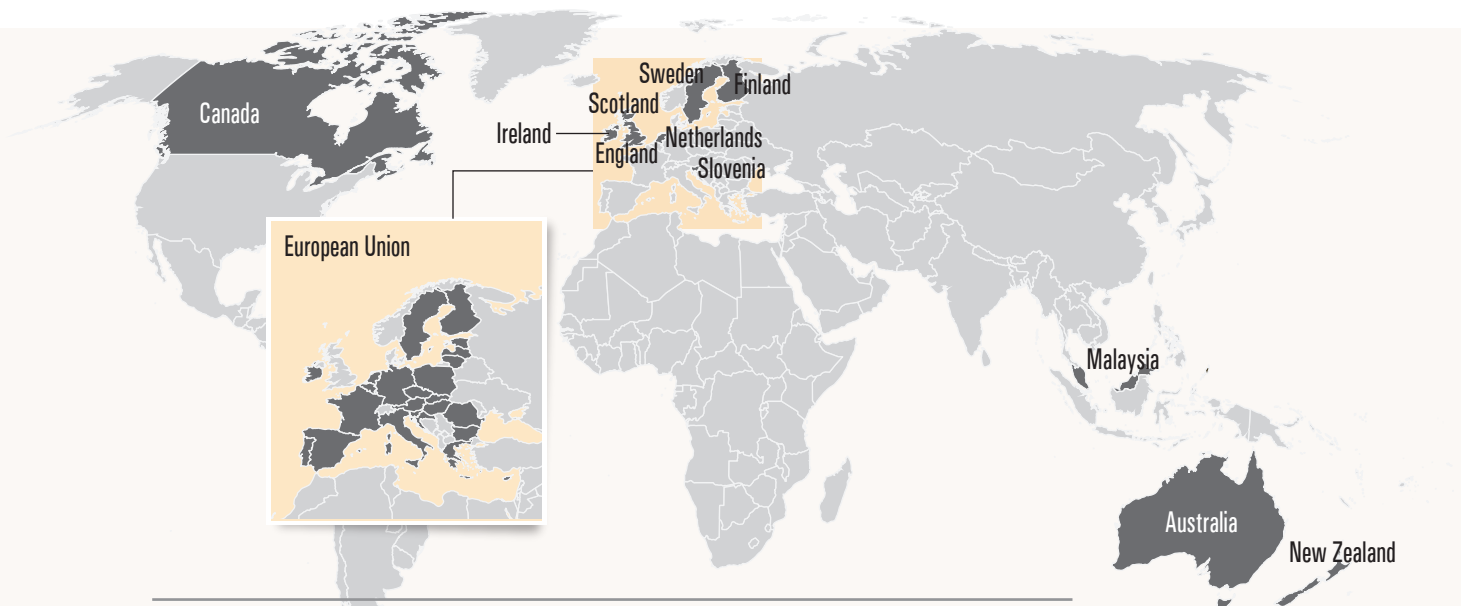 Canada
Sweden
Finland
Scotland
Ireland
Netherlands
England
Slovenia
European Union
Malaysia
Australia
New Zealand